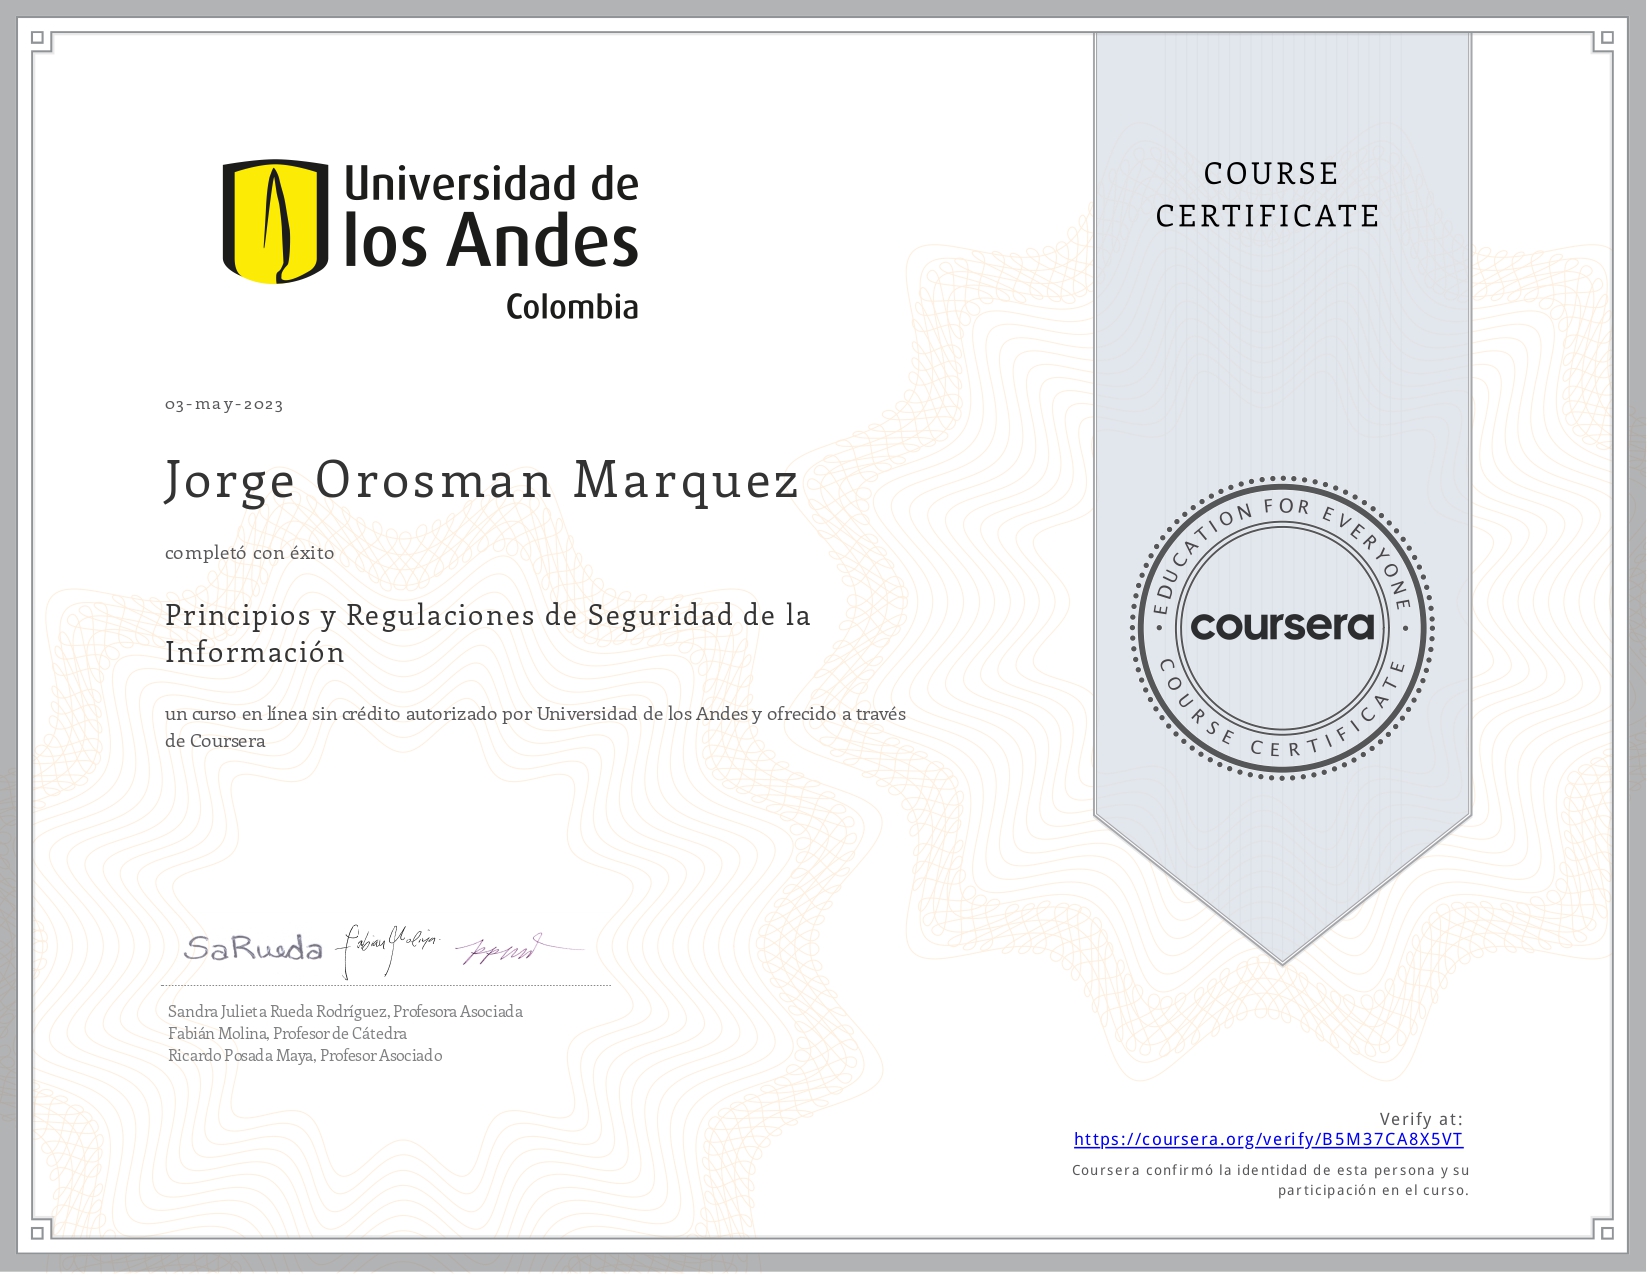 Universidad de
los Andes
Colombia
COURSE
CERTIFICATE
03-may-2023
Jorge Orosman Marquez
completó con éxito
Principios y Regulaciones de Seguridad de la
Información
un curso en línea sin crédito autorizado por Universidad de los Andes y ofrecido a través
de Coursera
EDUCATION FOR EVERYONE
coursera
COURSE CERTIFICATE
SaRueda
Fabián Molina
Sandra Julieta Rueda Rodríguez, Profesora Asociada
Fabián Molina, Profesor de Cátedra
Ricardo Posada Maya, Profesor Asociado
Verify at:
https://coursera.org/verify/B5M37CA8X5VT
Coursera confirmó la identidad de esta persona y su
participación en el curso.